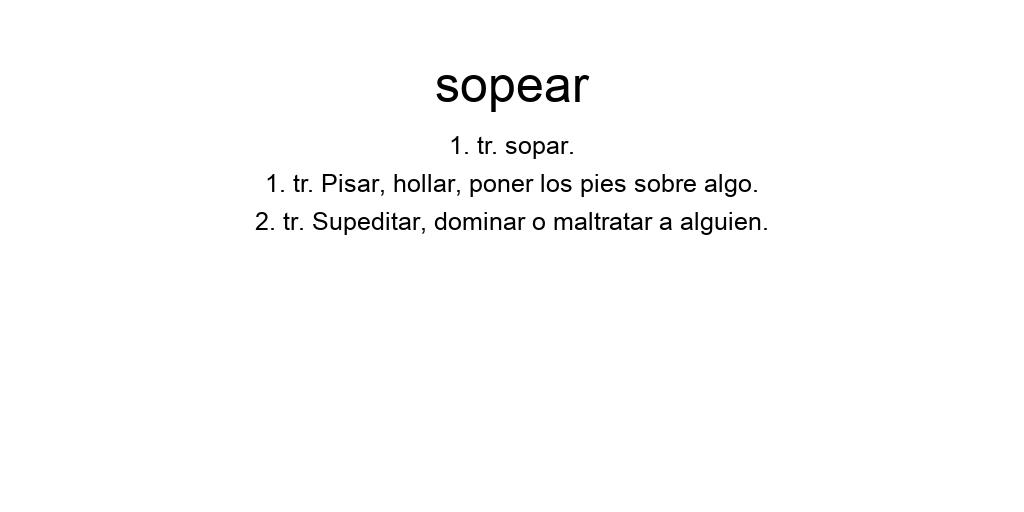 sopear
1. tr. sopar.
1. tr. Pisar, hollar, poner los pies sobre algo.
2. tr. Supeditar, dominar o maltratar a alguien.